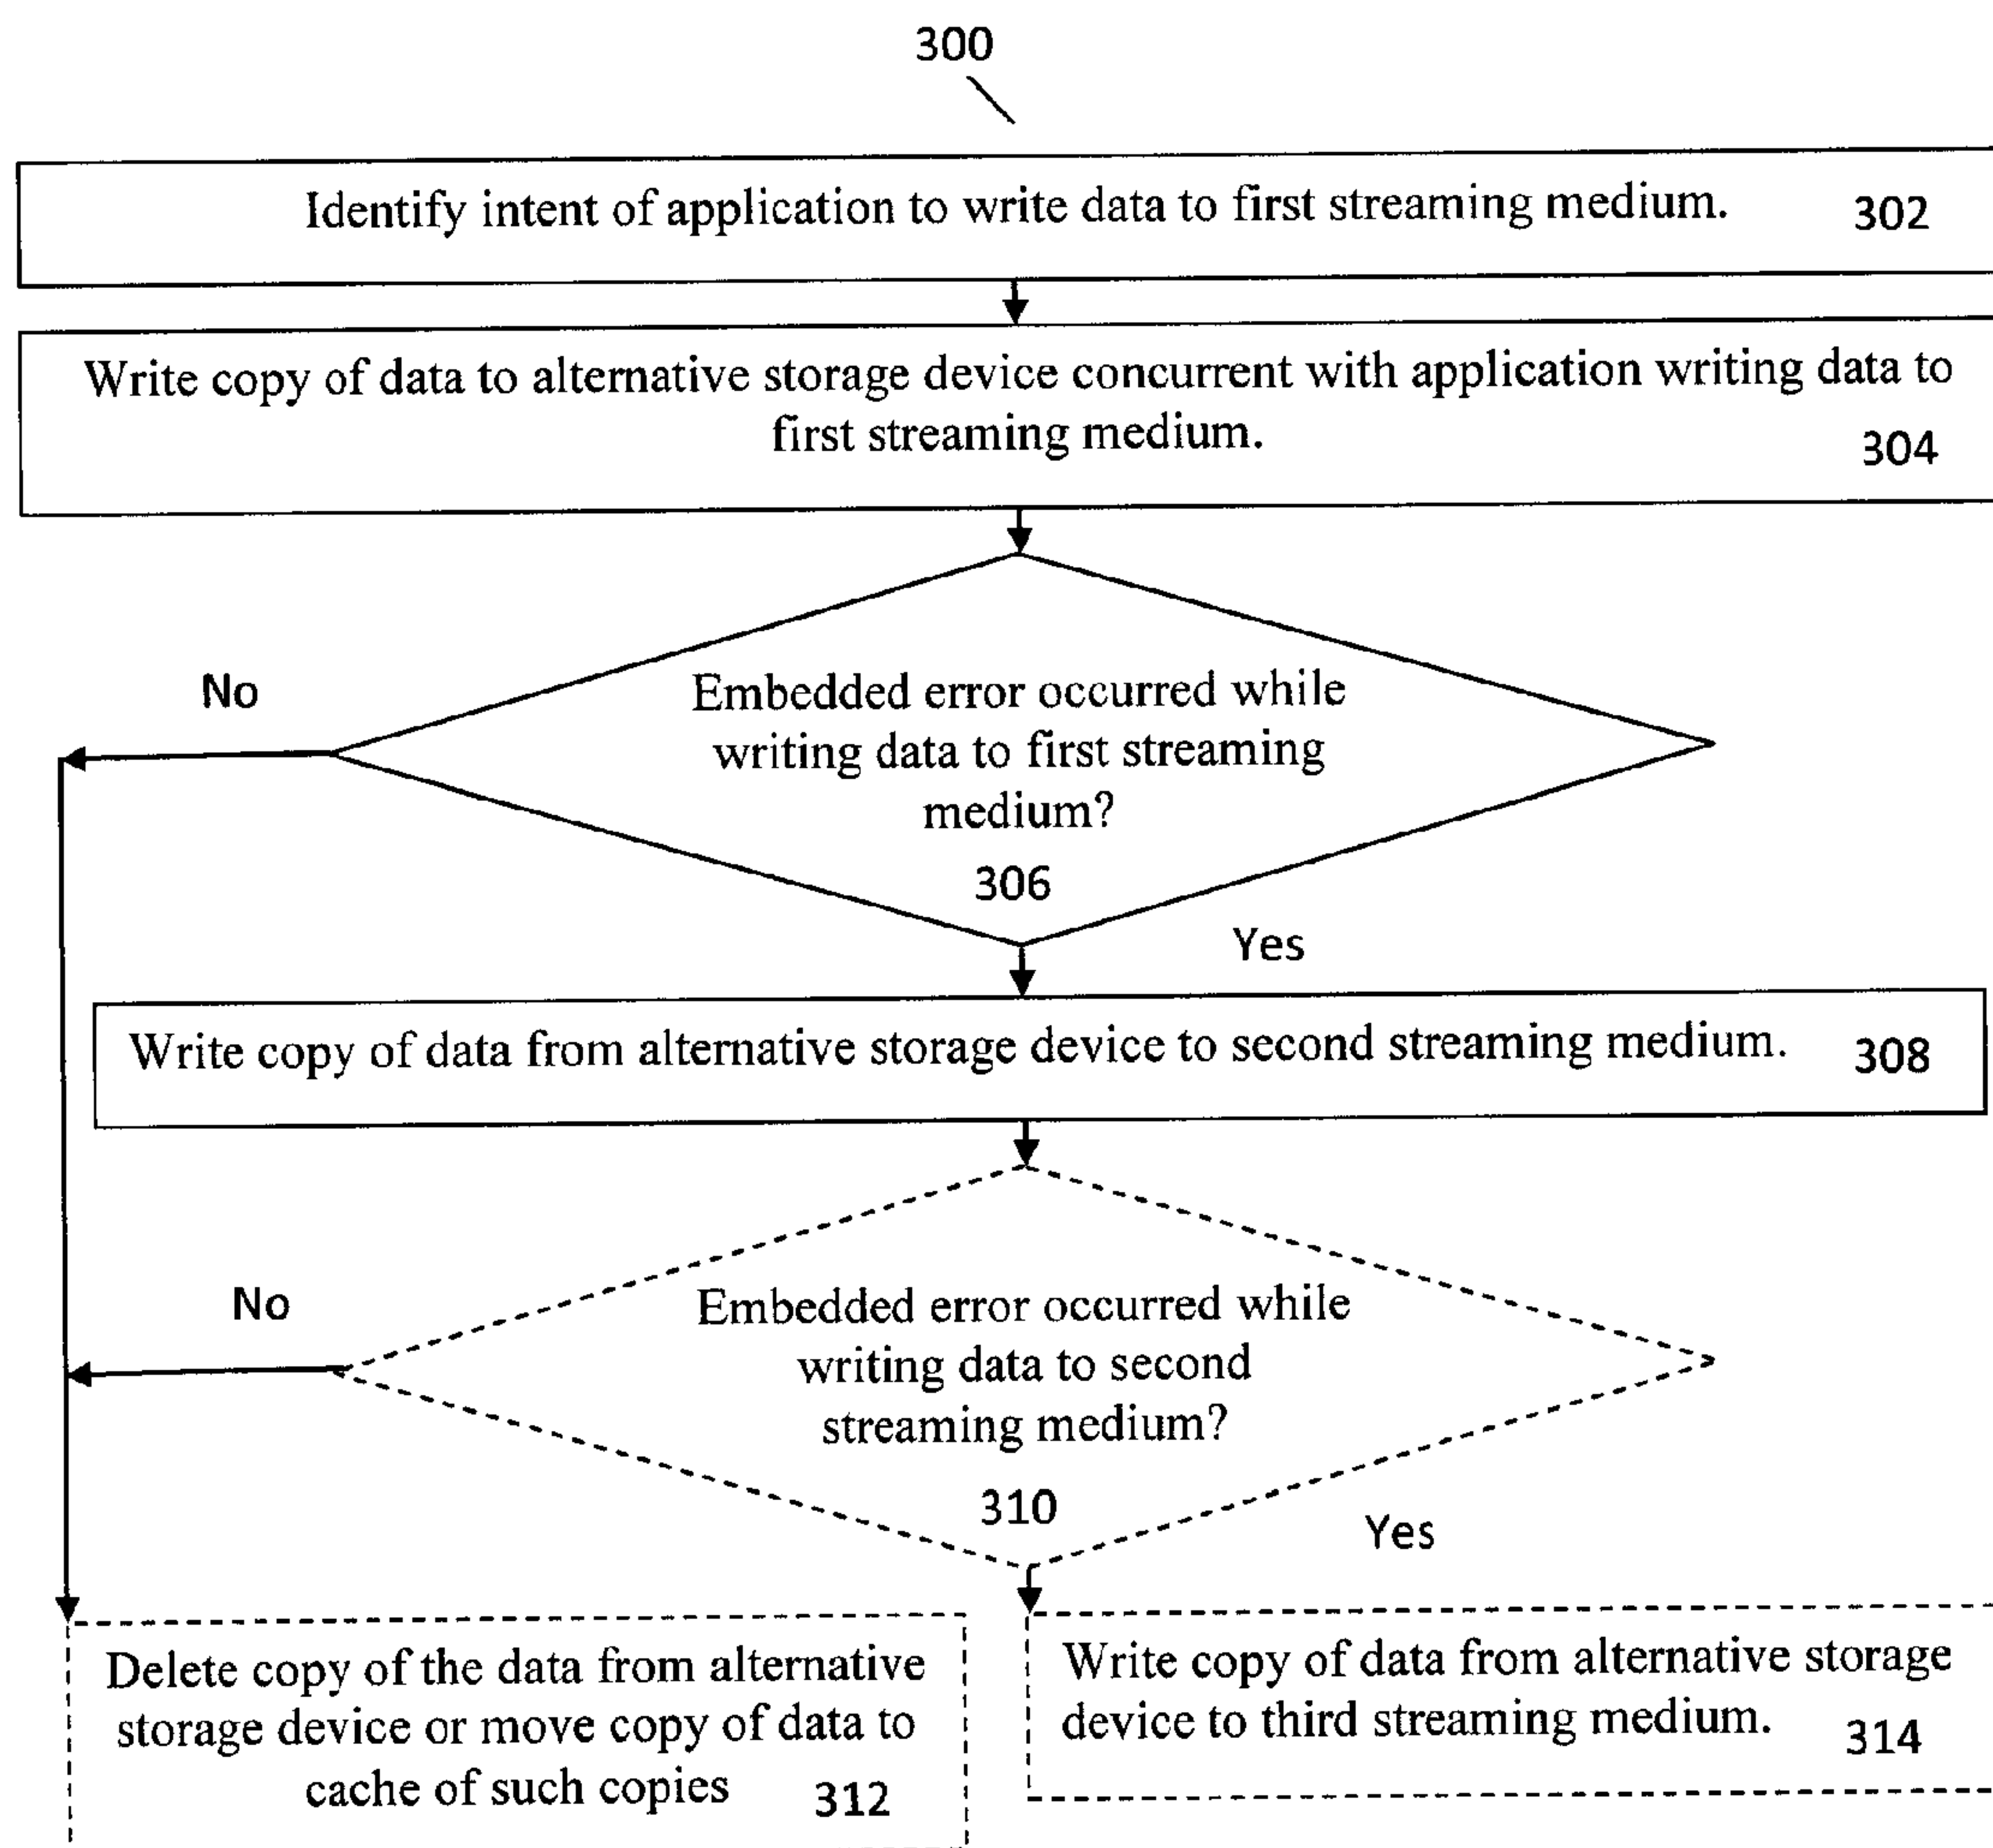 300
Identify intent of application to write data to first streaming medium. 302
Write copy of data to alternative storage device concurrent with application writing data to
first streaming medium. 304
No
Embedded error occurred while
writing data to first streaming
medium?
306
Yes
Write copy of data from alternative storage device to second streaming medium. 308
No
Embedded error occurred while
writing data to second
streaming medium?
310
Yes
Delete copy of the data from alternative
storage device or move copy of data to
cache of such copies 312
Write copy of data from alternative storage
device to third streaming medium. 314